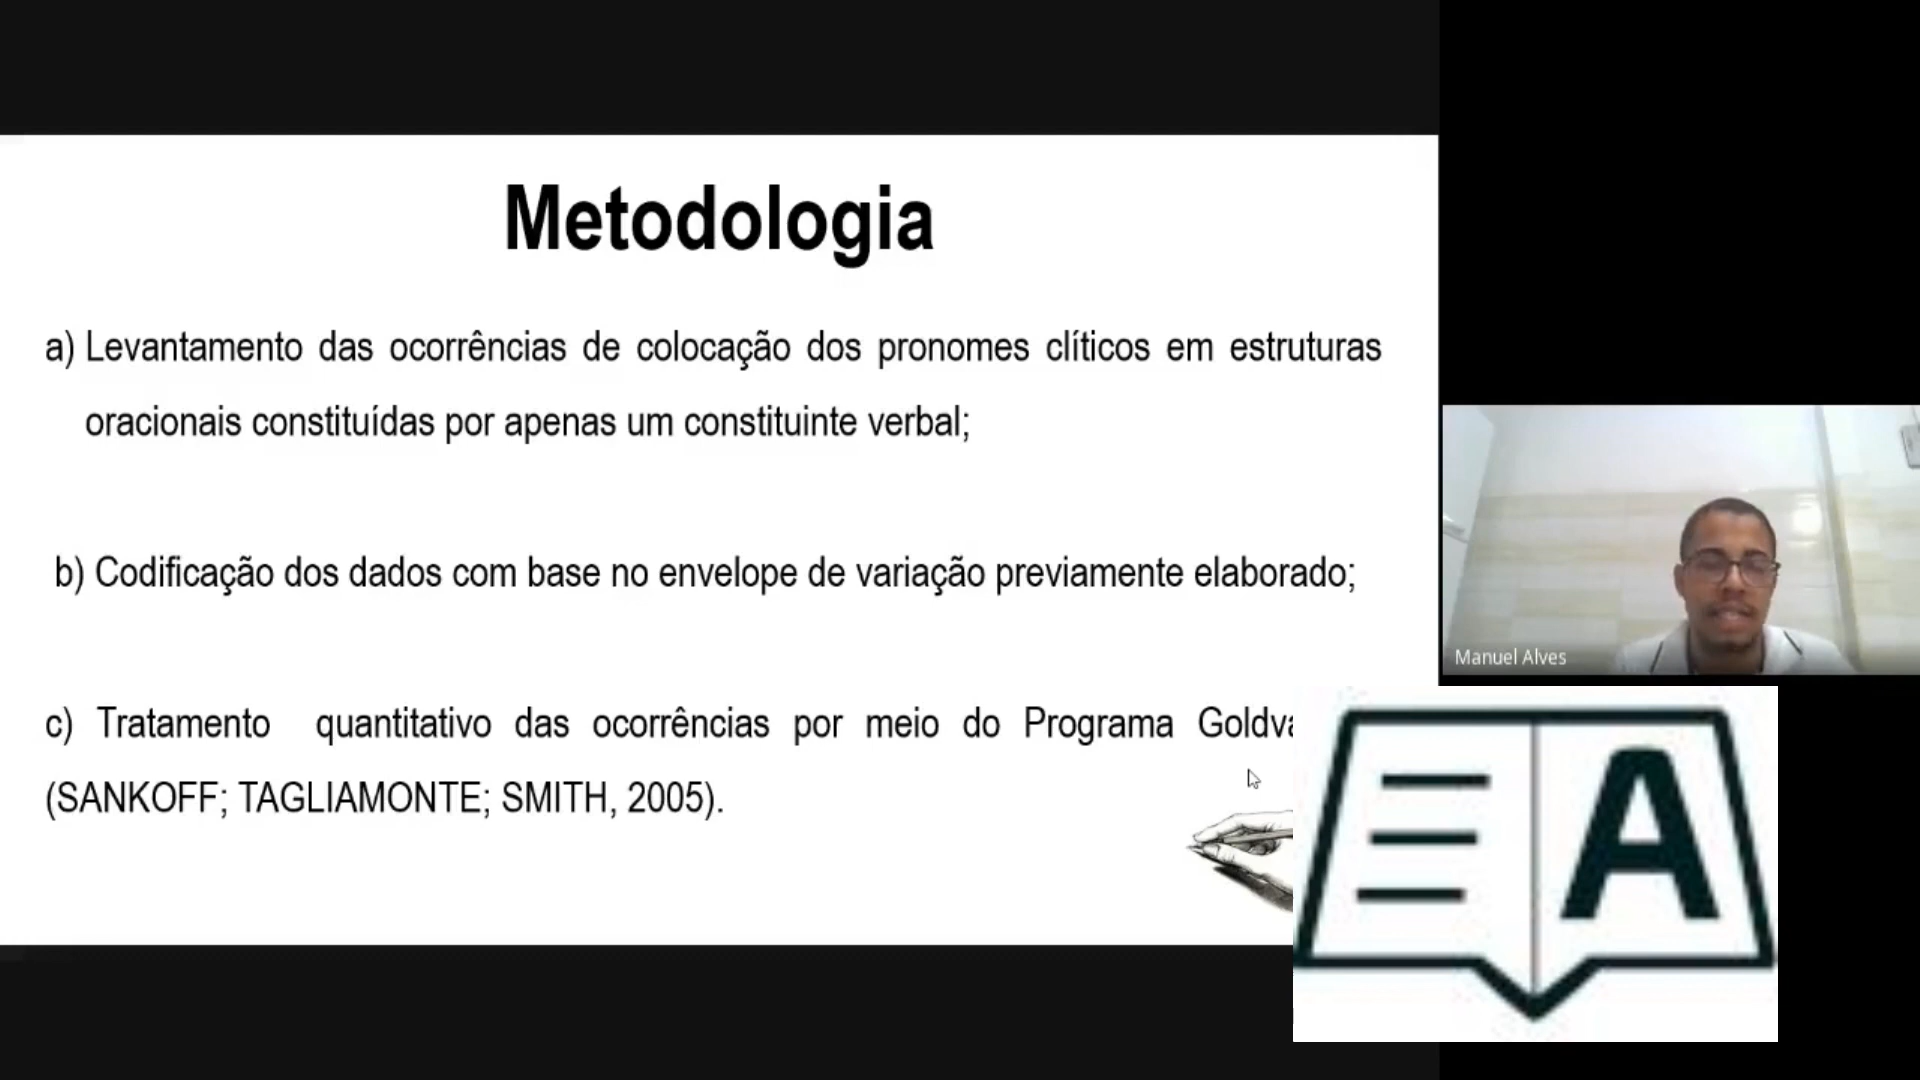 Metodologia
a) Levantamento das ocorrências de colocação dos pronomes clíticos em estruturas
oracionais constituídas por apenas um constituinte verbal;
b) Codificação dos dados com base no envelope de variação previamente elaborado;
c) Tratamento quantitativo das ocorrências por meio do Programa
(SANKOFF; TAGLIAMONTE; SMITH, 2005).
Manuel Alves
A